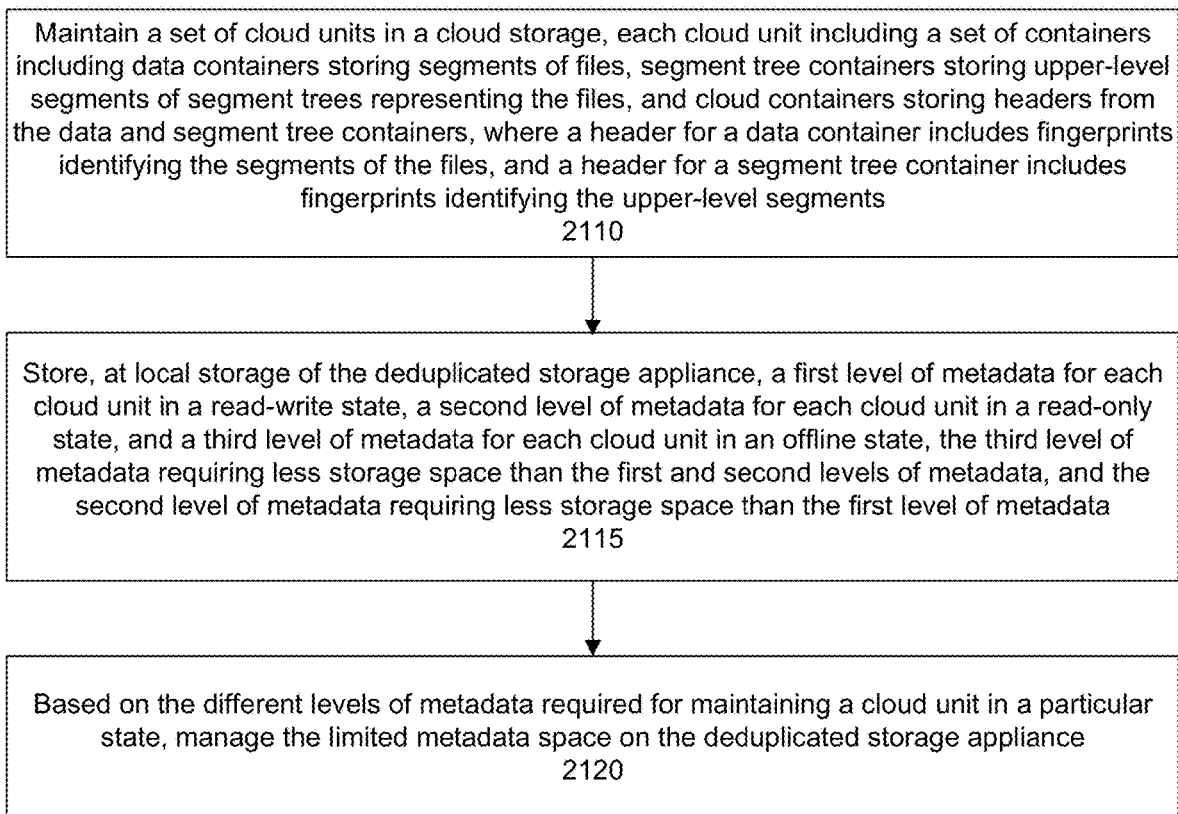 Maintain a set of cloud units in a cloud storage, each cloud unit including a set of containers
including data containers storing segments of files, segment tree containers storing upper-level
segments of segment trees representing the files, and cloud containers storing headers from
the data and segment tree containers, where a header for a data container includes fingerprints
identifying the segments of the files, and a header for a segment tree container includes
fingerprints identifying the upper-level segments
2110
Store, at local storage of the deduplicated storage appliance, a first level of metadata for each
cloud unit in a read-write state, a second level of metadata for each cloud unit in a read-only
state, and a third level of metadata for each cloud unit in an offline state, the third level of
metadata requiring less storage space than the first and second levels of metadata, and the
second level of metadata requiring less storage space than the first level of metadata
2115
Based on the different levels of metadata required for maintaining a cloud unit in a particular
state, manage the limited metadata space on the deduplicated storage appliance
2120